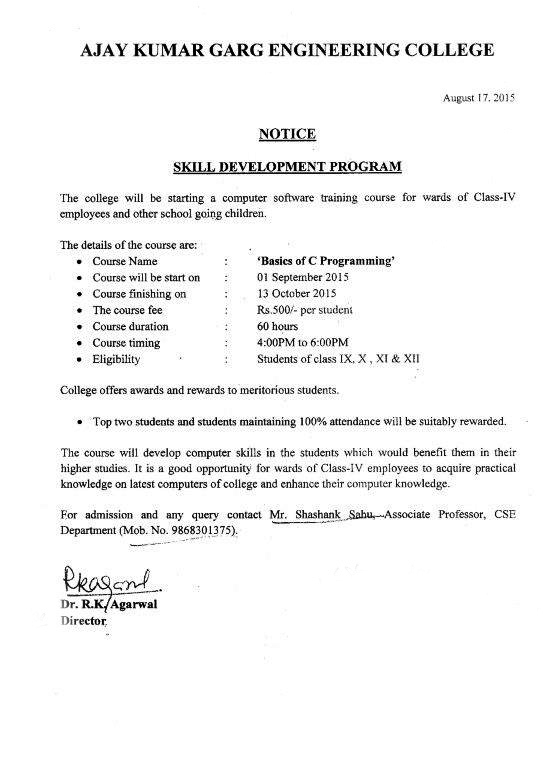 AJAY KUMAR GARG ENGINEERING COLLEGE
August 17, 2015
NOTICE
SKILL DEVELOPMENT PROGRAM
The college will be starting a computer software training course for wards of Class-IV
employees and other school going children.
The details of the course are:
• Course Name : 'Basics of C Programming'
• Course will be start on : 01 September 2015
• Course finishing on : 13 October 2015
• The course fee : Rs.500/- per student
• Course duration : 60 hours
• Course timing : 4:00PM to 6:00PM
• Eligibility : Students of class IX, X , XI & XII
College offers awards and rewards to meritorious students.
• Top two students and students maintaining 100% attendance will be suitably rewarded.
The course will develop computer skills in the students which would benefit them in their
higher studies. It is a good opportunity for wards of Class-IV employees to acquire practical
knowledge on latest computers of college and enhance their computer knowledge.
For admission and any query contact Mr. Shashank Sahu, Associate Professor, CSE
Department (Mob. No. 9868301375).
Dr. R.K. Agarwal
Director